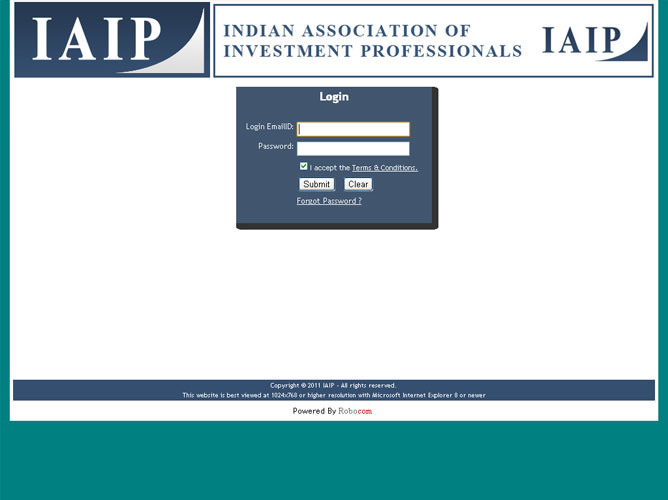 IAIP
INDIAN ASSOCIATION OF
INVESTMENT PROFESSIONALS
IAIP
Login
Login EmailID:
Password:
I accept the Terms & Conditions.
Submit Clear
Forgot Password ?
Copyright © 2011 IAIP - All rights reserved.
This website is best viewed at 1024x768 or higher resolution with Microsoft Internet Explorer 8 or newer
Powered By Robocom